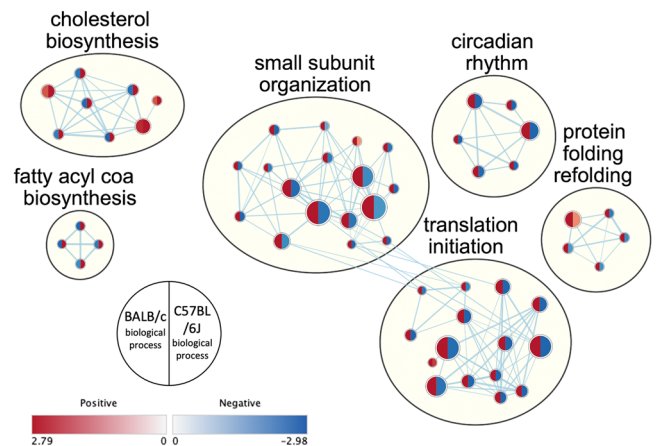 cholesterol
biosynthesis
small subunit
organization
circadian
rhythm
protein
folding
refolding
fatty acyl coa
biosynthesis
translation
initiation
BALB/c
biological
process
C57BL
/6J
biological
process
Positive
Negative
2.79
0
0
-2.98